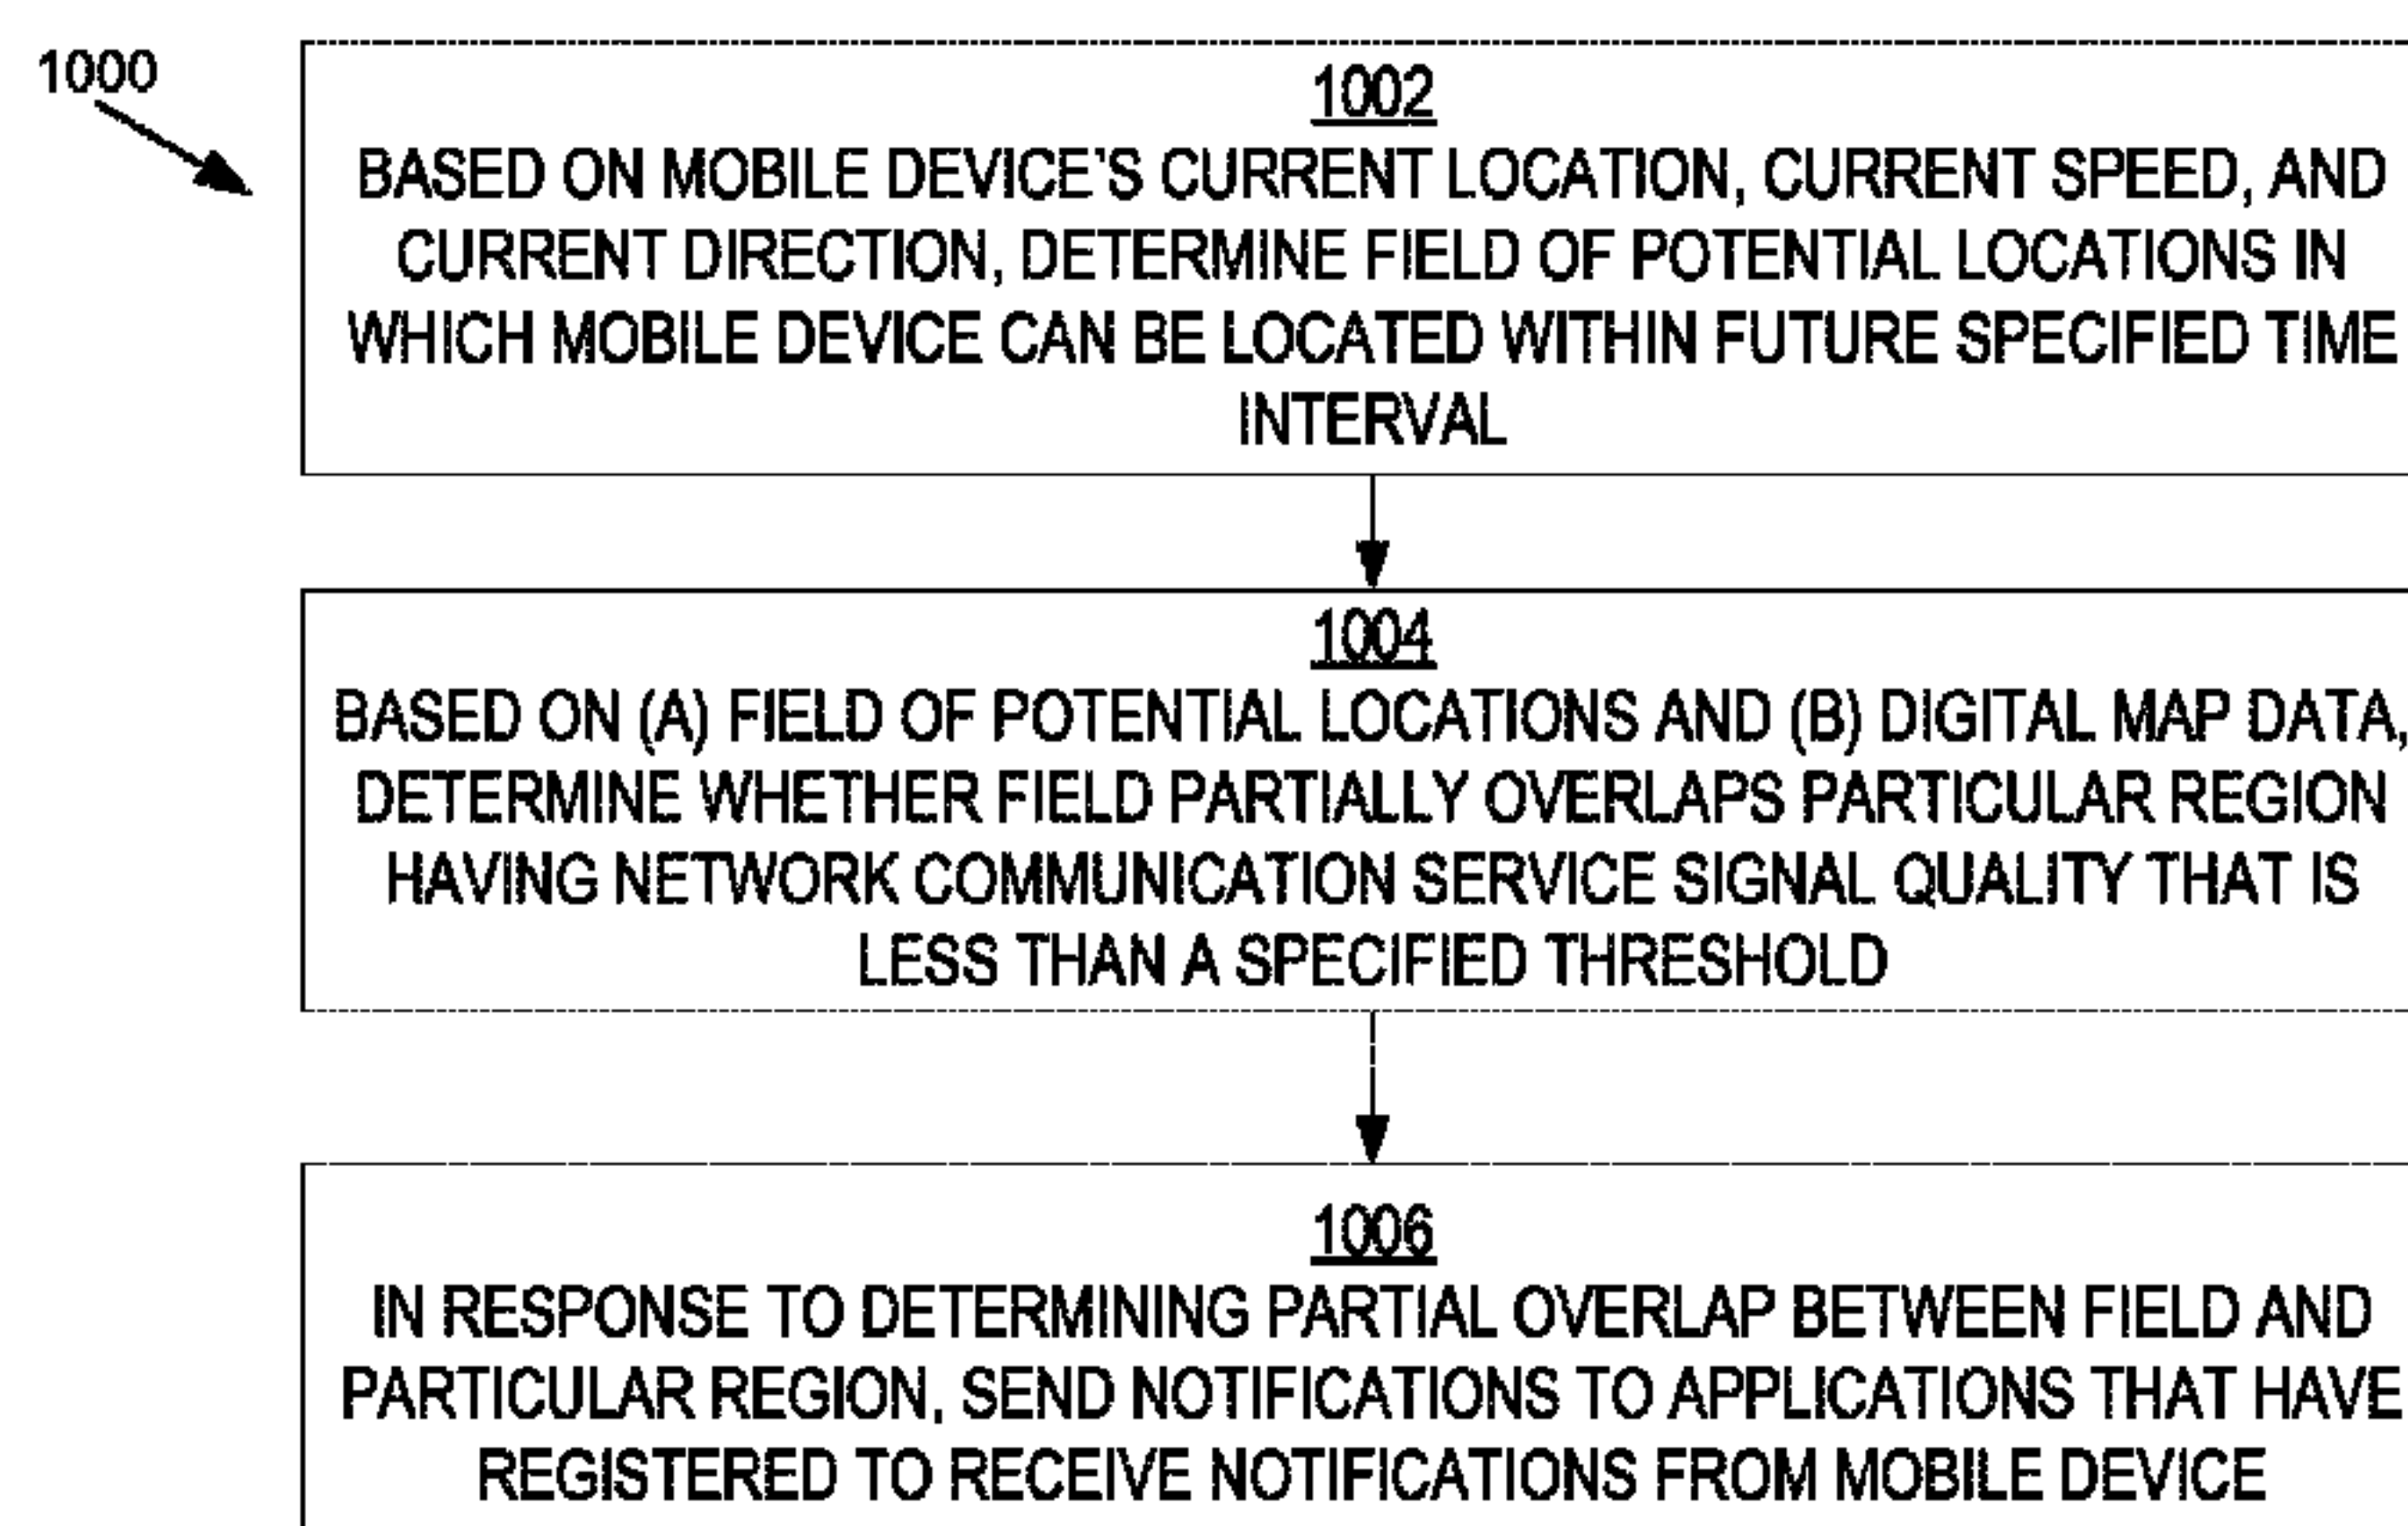 1000
1002
BASED ON MOBILE DEVICE'S CURRENT LOCATION, CURRENT SPEED, AND
CURRENT DIRECTION, DETERMINE FIELD OF POTENTIAL LOCATIONS IN
WHICH MOBILE DEVICE CAN BE LOCATED WITHIN FUTURE SPECIFIED TIME
INTERVAL
1004
BASED ON (A) FIELD OF POTENTIAL LOCATIONS AND (B) DIGITAL MAP DATA,
DETERMINE WHETHER FIELD PARTIALLY OVERLAPS PARTICULAR REGION
HAVING NETWORK COMMUNICATION SERVICE SIGNAL QUALITY THAT IS
LESS THAN A SPECIFIED THRESHOLD
1006
IN RESPONSE TO DETERMINING PARTIAL OVERLAP BETWEEN FIELD AND
PARTICULAR REGION, SEND NOTIFICATIONS TO APPLICATIONS THAT HAVE
REGISTERED TO RECEIVE NOTIFICATIONS FROM MOBILE DEVICE